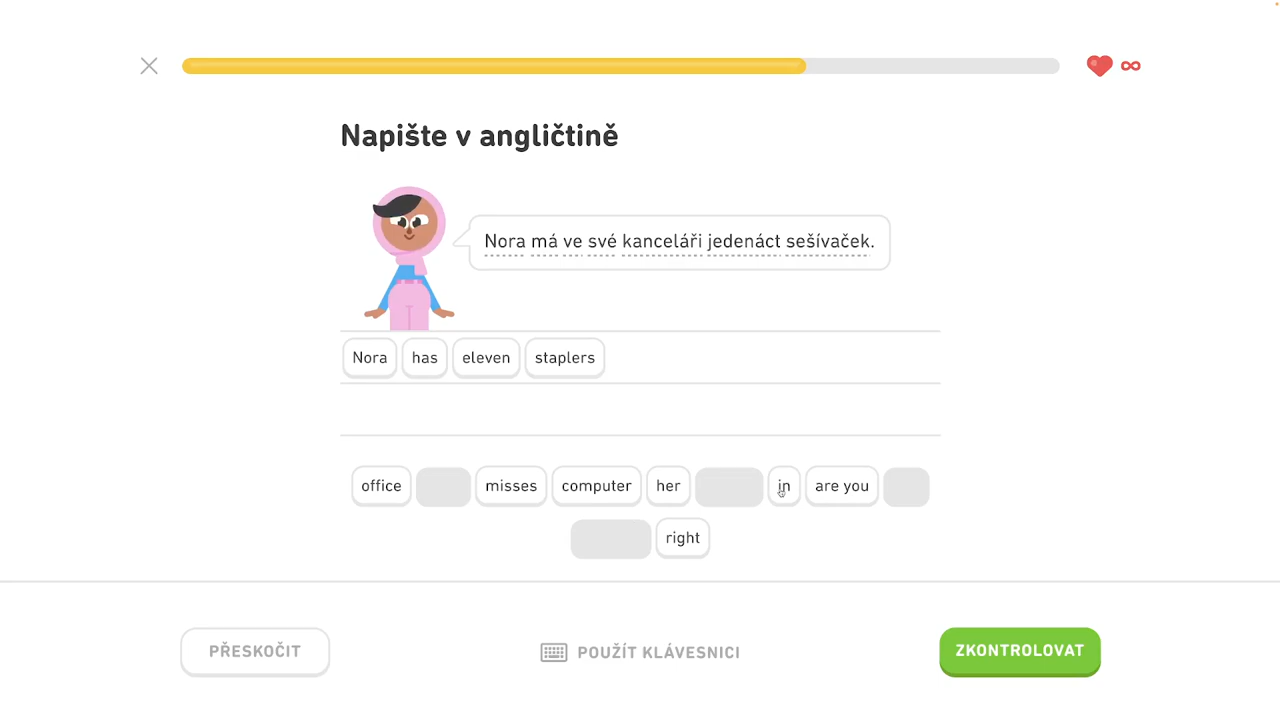 Napište v angličtině
Nora má ve své kanceláři jedenáct sešívaček.
Nora has eleven staplers
office misses computer her in are you
right
PŘESKOČIT POUŽÍT KLÁVESNICI ZKONTROLOVAT